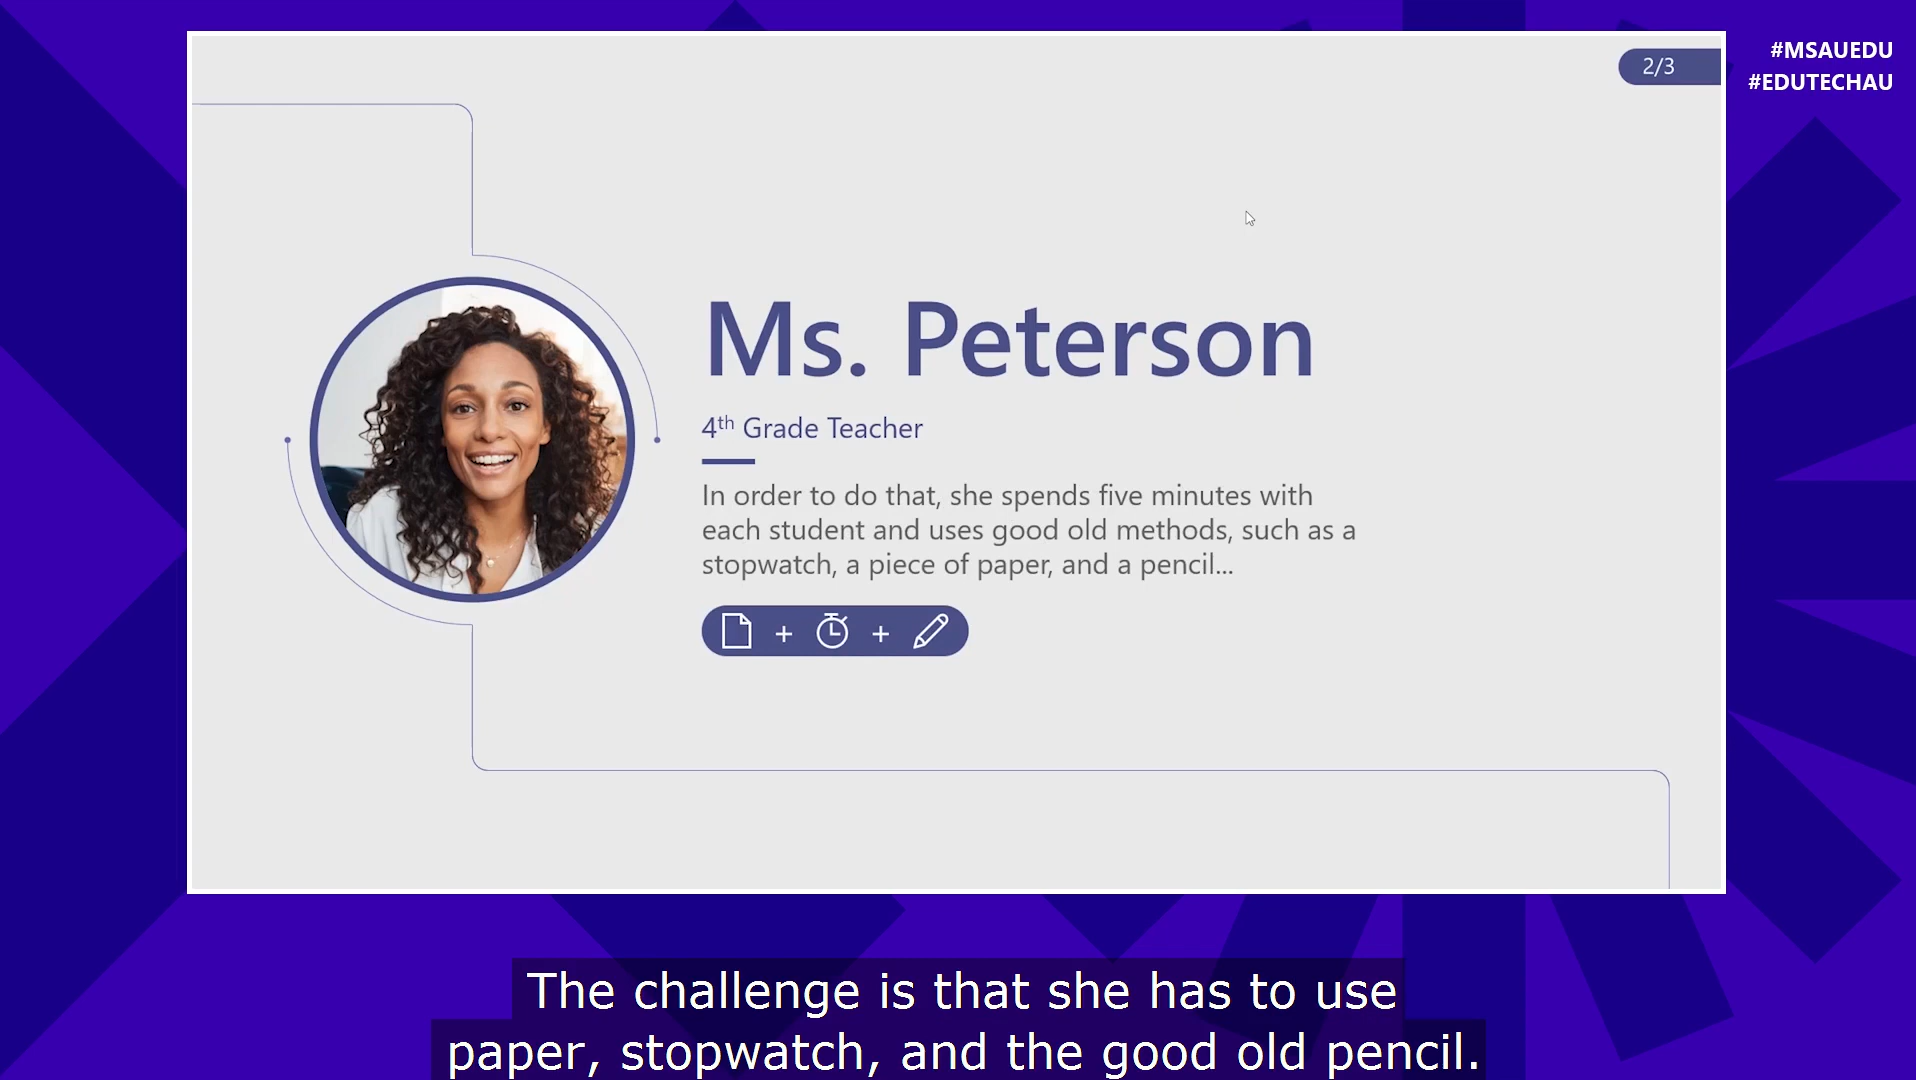 #MSAUEDU
#EDUTECHAU
2/3
Ms. Peterson
4th Grade Teacher
In order to do that, she spends five minutes with
each student and uses good old methods, such as a
stopwatch, a piece of paper, and a pencil...
+ +
The challenge is that she has to use
paper, stopwatch, and the good old pencil.